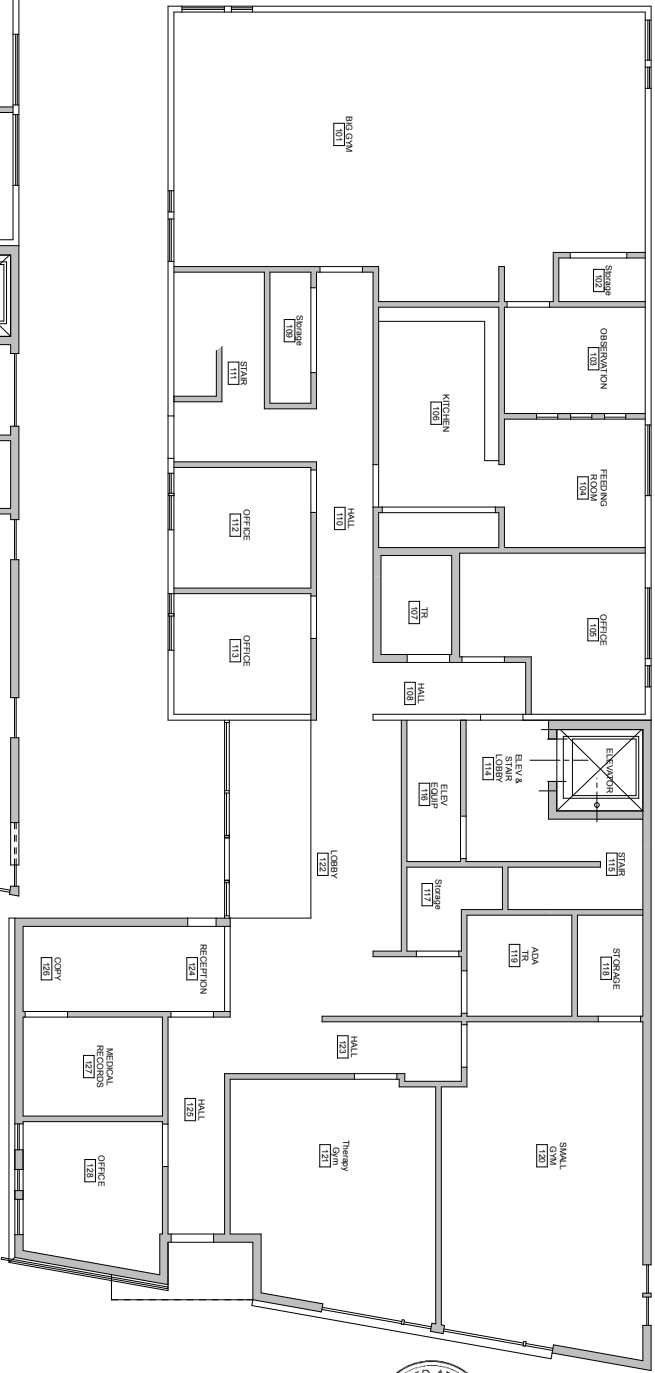 BIG GYM
101
Storage
102
OBSERVATION
103
FEEDING
ROOM
104
OFFICE
105
KITCHEN
106
TR
107
HALL
108
Storage
109
HALL
110
STAIR
111
OFFICE
112
OFFICE
113
ELEVATOR
ELEV &
STAIR
LOBBY
114
STAIR
115
ELEV
EQUIP
116
Storage
117
STORAGE
118
ADA
TR
119
SMALL
GYM
120
Therapy
Gym
121
LOBBY
122
HALL
123
RECEPTION
124
HALL
125
COPY
126
MEDICAL
RECORDS
127
OFFICE
128